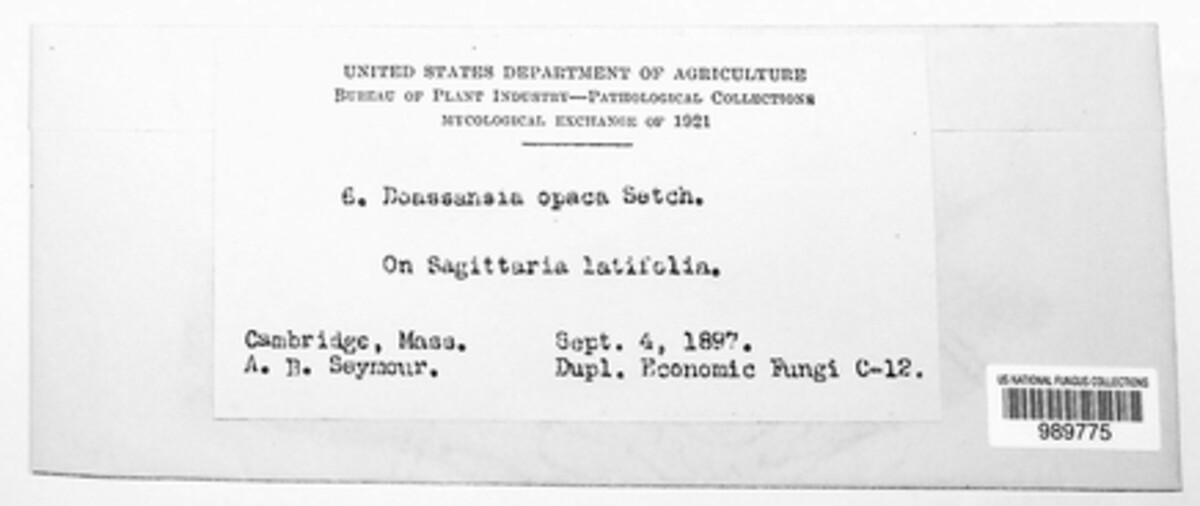 UNITED STATES DEPARTMENT OF AGRICULTURE
BUREAU OF PLANT INDUSTRY—PATHOLOGICAL COLLECTIONS
MYCOLOGICAL EXCHANGE OF 1921
6. Doassansia opaca Setch.
On Sagittaria latifolia.
Cambridge, Mass. Sept. 4, 1897.
A. B. Seymour. Dupl. Economic Fungi C-12.
US NATIONAL FUNGUS COLLECTIONS
989775